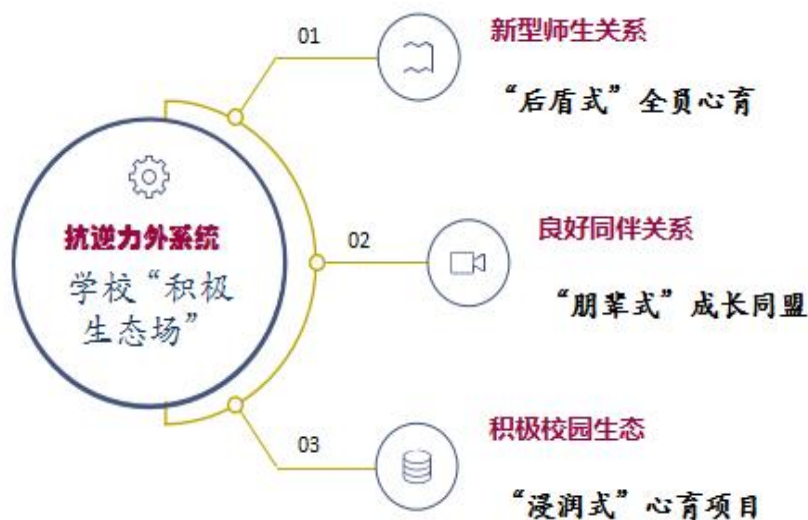 01
新型师生关系
“后盾式”全员心育
抗逆力外系统
学校“积极
生态场”
02
良好同伴关系
“朋辈式”成长同盟
03
积极校园生态
“浸润式”心育项目